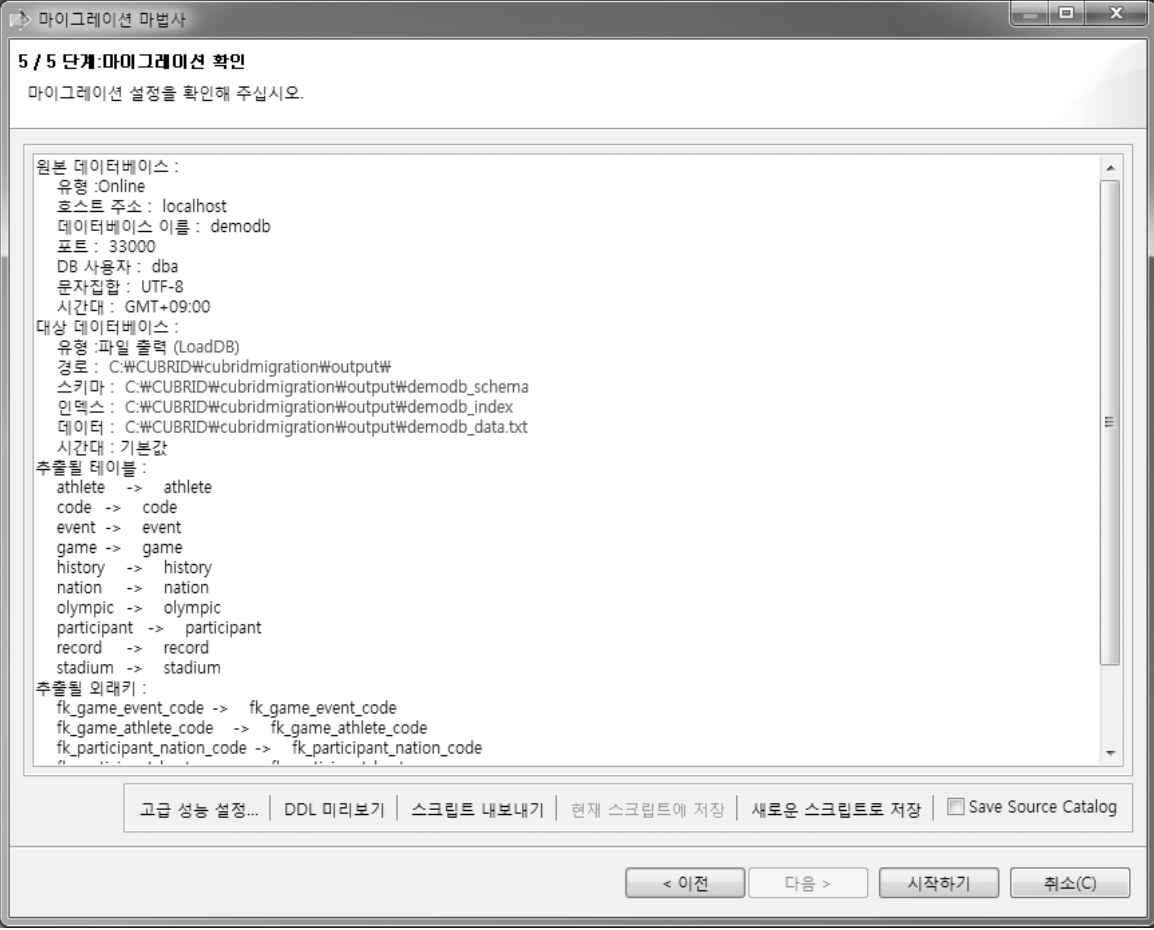 마이그레이션 마법사
5 / 5 단계:마이그레이션 확인
마이그레이션 설정을 확인해 주십시오.
원본 데이터베이스 :
유형 :Online
호스트 주소 : localhost
데이터베이스 이름 : demodb
포트 : 33000
DB 사용자 : dba
문자집합 : UTF-8
시간대 : GMT+09:00
대상 데이터베이스 :
유형 :파일 출력 (LoadDB)
경로 : C:₩CUBRID₩cubridmigration₩output₩
스키마 : C:₩CUBRID₩cubridmigration₩output₩demodb_schema
인덱스 : C:₩CUBRID₩cubridmigration₩output₩demodb_index
데이터 : C:₩CUBRID₩cubridmigration₩output₩demodb_data.txt
시간대 : 기본값
추출될 테이블 :
athlete -> athlete
code -> code
event -> event
game -> game
history -> history
nation -> nation
olympic -> olympic
participant -> participant
record -> record
stadium -> stadium
추출될 외래키 :
fk_game_event_code -> fk_game_event_code
fk_game_athlete_code -> fk_game_athlete_code
fk_participant_nation_code -> fk_participant_nation_code
고급 성능 설정... DDL 미리보기 스크립트 내보내기 현재 스크립트에 저장 새로운 스크립트로 저장 Save Source Catalog
< 이전 다음 > 시작하기 취소(C)